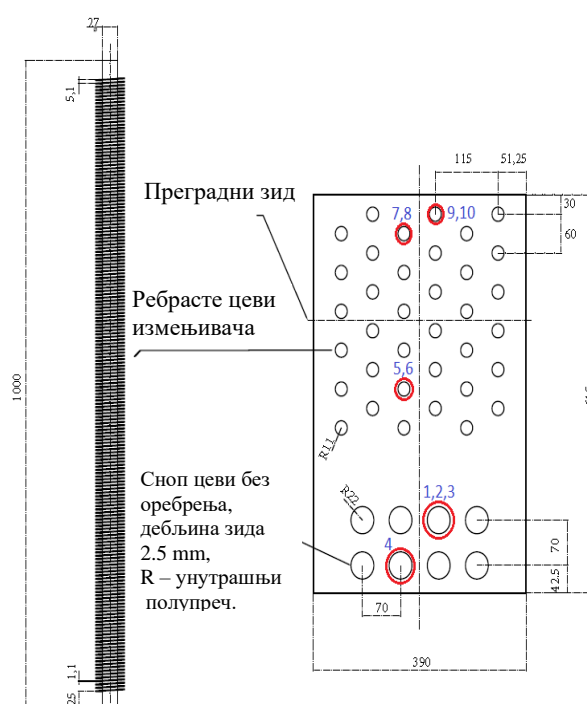 27
5,1
1000
1,1
25
Преградни зид
Ребрасте цеви
измењивача
Сноп цеви без
оребрења,
дебљина зида
2.5 mm,
R – унутрашњи
полупреч.
115
51,25
30
60
7,8
9,10
5,6
R11
R22
1,2,3
4
70
42.5
70
390